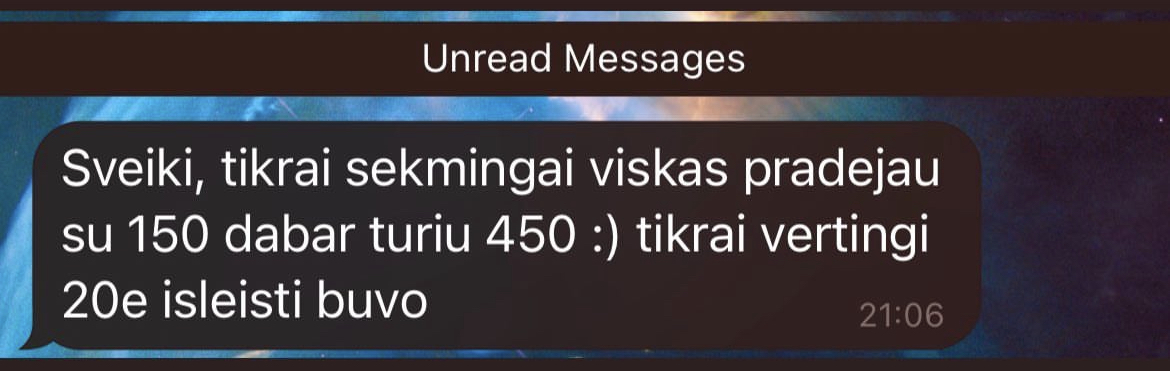 Unread Messages
Sveiki, tikrai sekmingai viskas pradejau
su 150 dabar turiu 450 :) tikrai vertingi
20e isleisti buvo
21:06